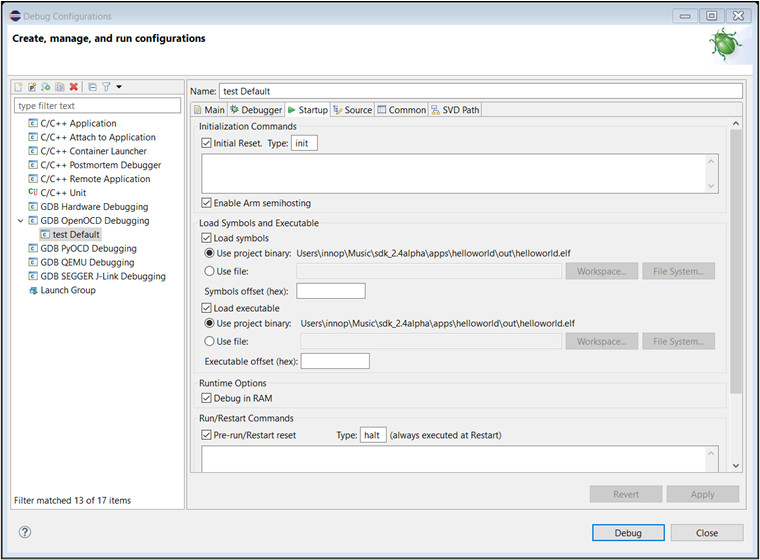 Debug Configurations
Create, manage, and run configurations
type filter text
C/C++ Application
C/C++ Attach to Application
C/C++ Container Launcher
C/C++ Postmortem Debugger
C/C++ Remote Application
C/C++ Unit
GDB Hardware Debugging
GDB OpenOCD Debugging
test Default
GDB PyOCD Debugging
GDB QEMU Debugging
GDB SEGGER J-Link Debugging
Launch Group
Filter matched 13 of 17 items
Name: test Default
Main Debugger Startup Source Common SVD Path
Initialization Commands
Initial Reset. Type: init
Enable Arm semihosting
Load Symbols and Executable
Load symbols
Use project binary: Users\innop\Music\sdk_2.4alpha\apps\helloworld\out\helloworld.elf
Use file: Workspace... File System...
Symbols offset (hex):
Load executable
Use project binary: Users\innop\Music\sdk_2.4alpha\apps\helloworld\out\helloworld.elf
Use file: Workspace... File System...
Executable offset (hex):
Runtime Options
Debug in RAM
Run/Restart Commands
Pre-run/Restart reset Type: halt (always executed at Restart)
Revert Apply
Debug Close